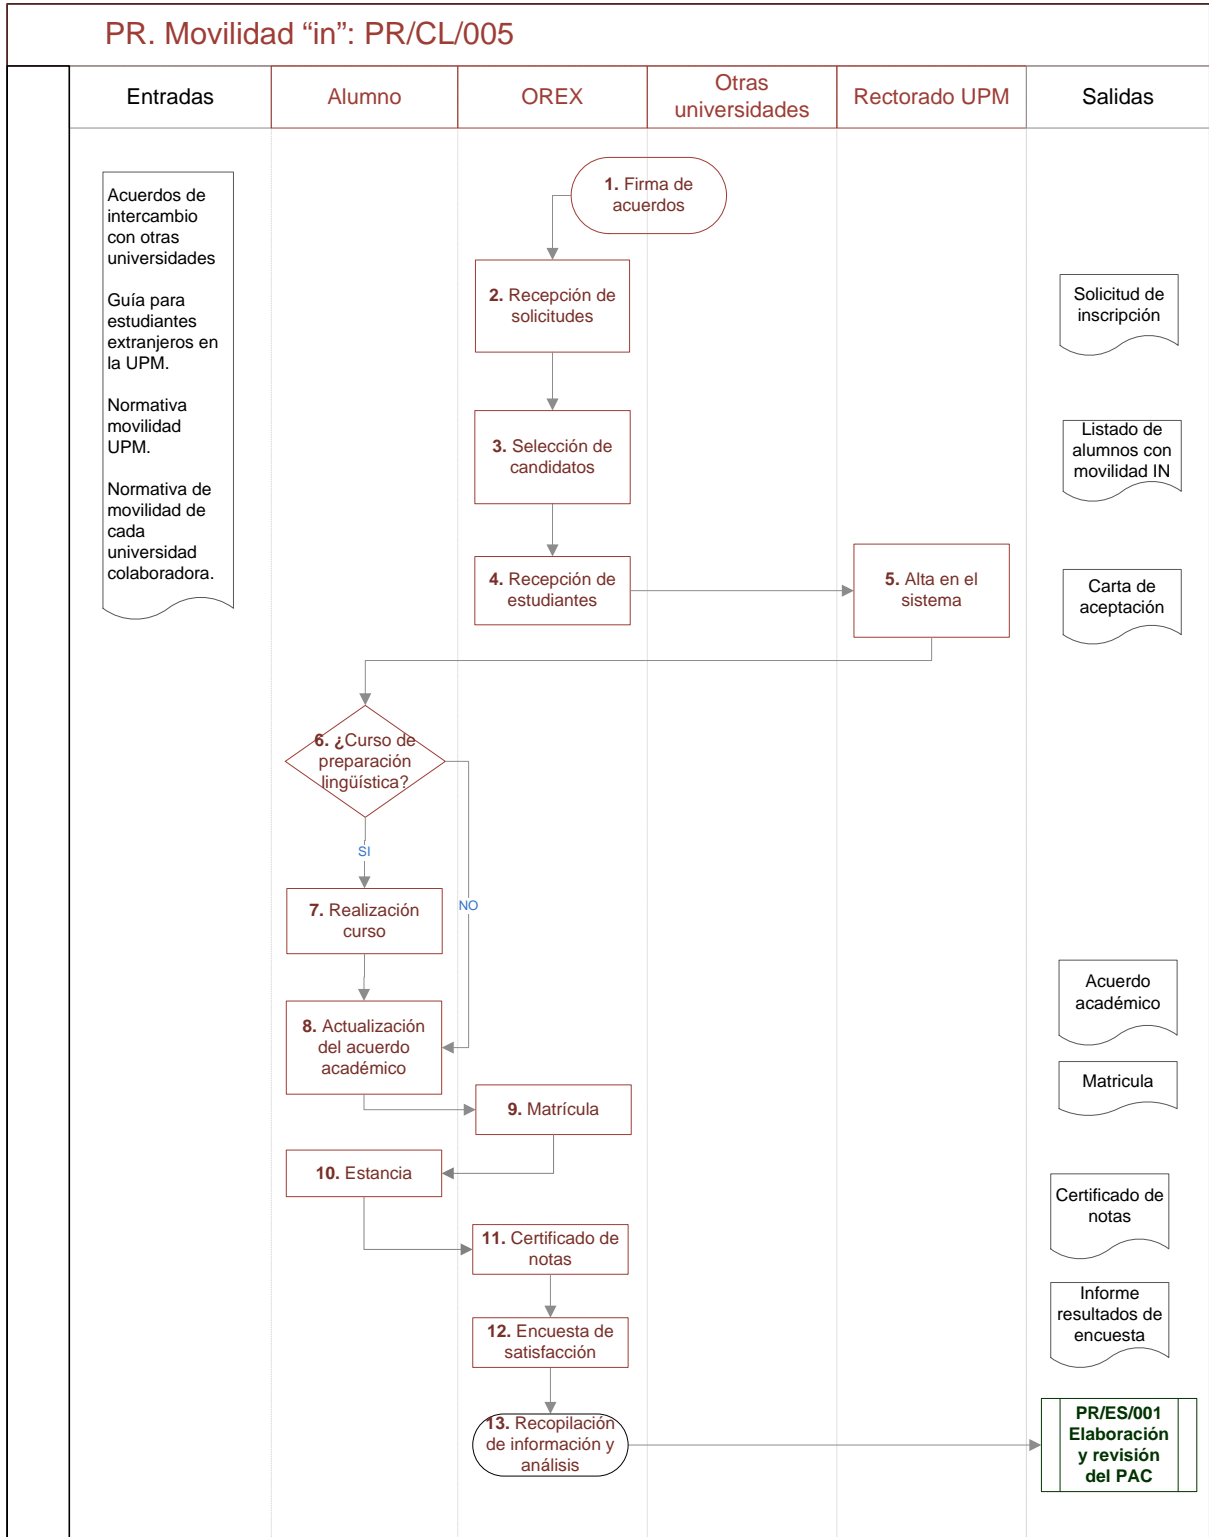 PR. Movilidad “in”: PR/CL/005
Entradas
Alumno
OREX
Otras
universidades
Rectorado UPM
Salidas
Acuerdos de
intercambio
con otras
universidades
Guía para
estudiantes
extranjeros en
la UPM.
Normativa
movilidad
UPM.
Normativa de
movilidad de
cada
universidad
colaboradora.
1. Firma de
acuerdos
2. Recepción de
solicitudes
Solicitud de
inscripción
3. Selección de
candidatos
Listado de
alumnos con
movilidad IN
4. Recepción de
estudiantes
5. Alta en el
sistema
Carta de
aceptación
6. ¿Curso de
preparación
lingüística?
SI
NO
7. Realización
curso
8. Actualización
del acuerdo
académico
Acuerdo
académico
9. Matrícula
Matricula
10. Estancia
11. Certificado de
notas
Certificado de
notas
12. Encuesta de
satisfacción
Informe
resultados de
encuesta
13. Recopilación
de información y
análisis
PR/ES/001
Elaboración
y revisión
del PAC